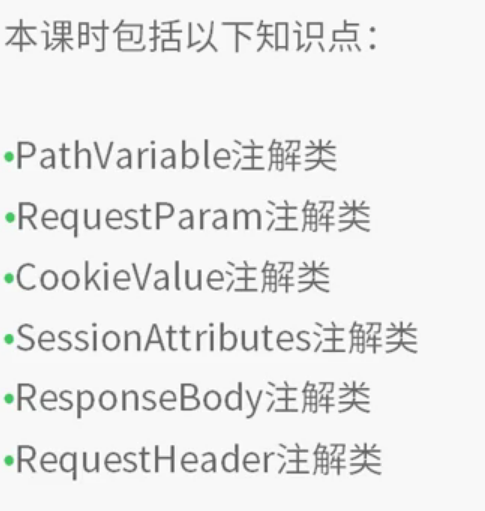 本课时包括以下知识点：
•PathVariable注解类
•RequestParam注解类
•CookieValue注解类
•SessionAttributes注解类
•ResponseBody注解类
•RequestHeader注解类